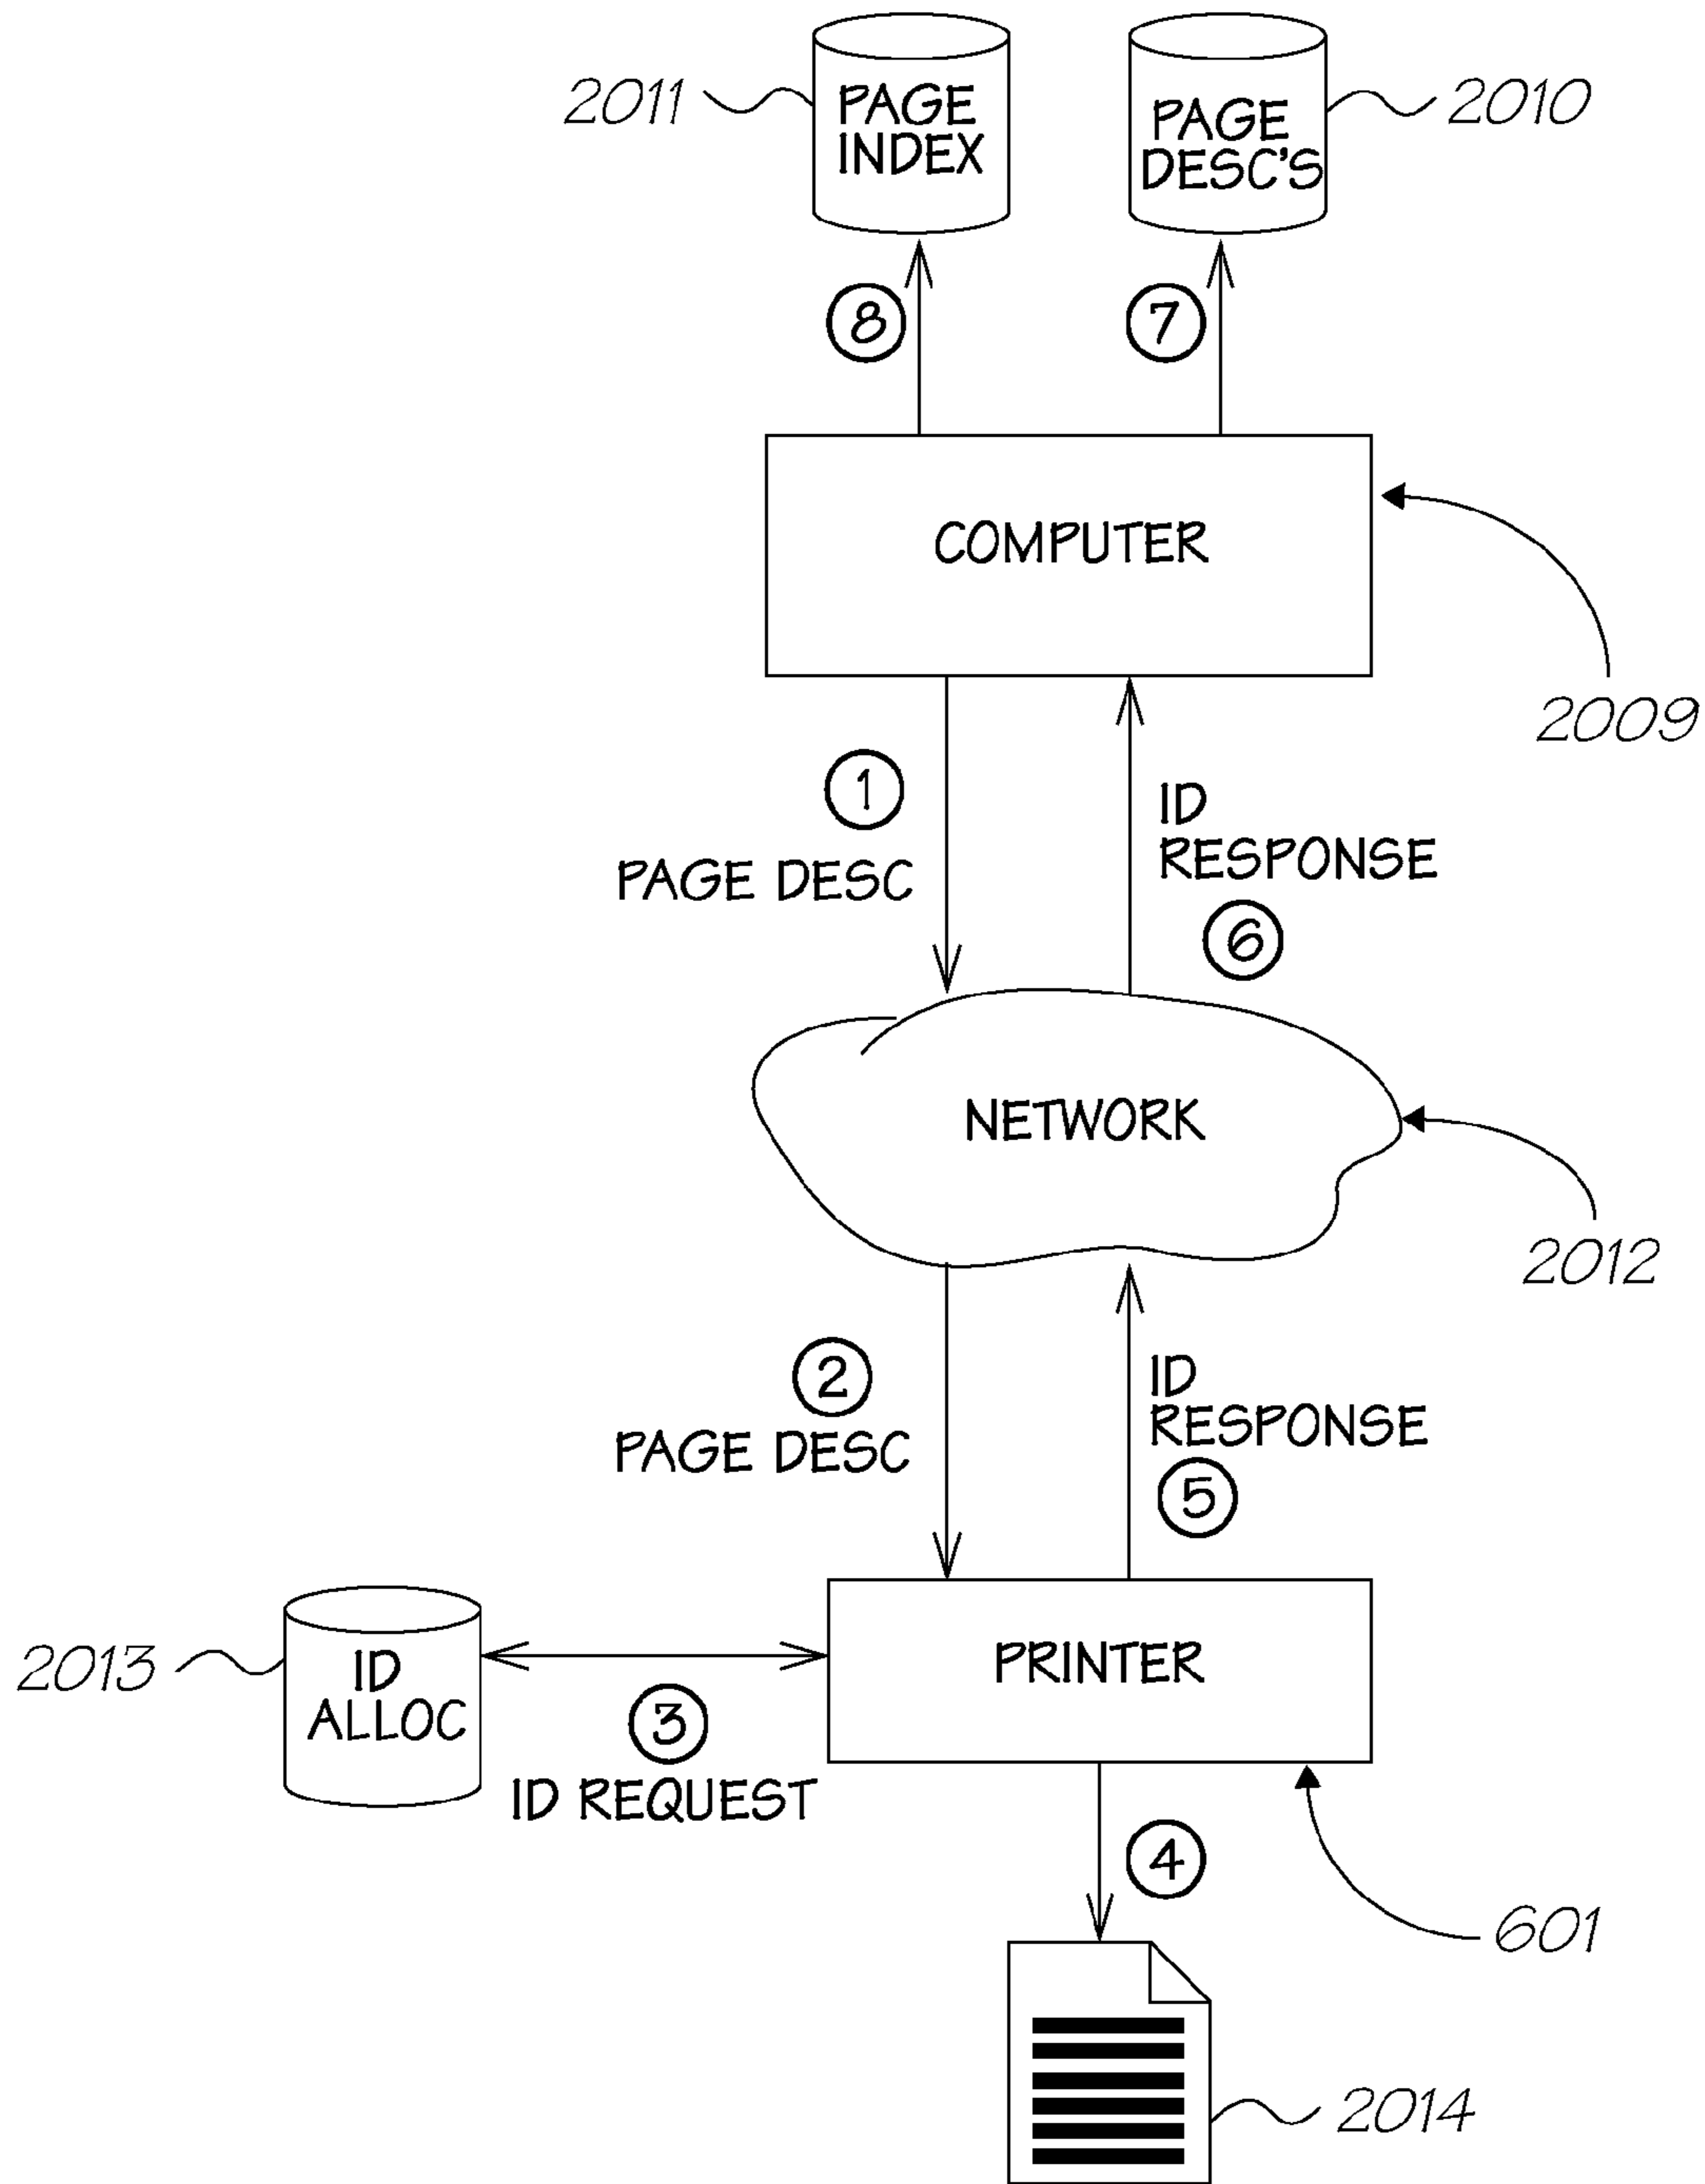 2011
PAGE
INDEX
PAGE
DESC'S
2010
8
7
COMPUTER
2009
1
PAGE DESC
ID
RESPONSE
6
NETWORK
2012
2
PAGE DESC
ID
RESPONSE
5
2013
ID
ALLOC
3
ID REQUEST
PRINTER
4
601
2014